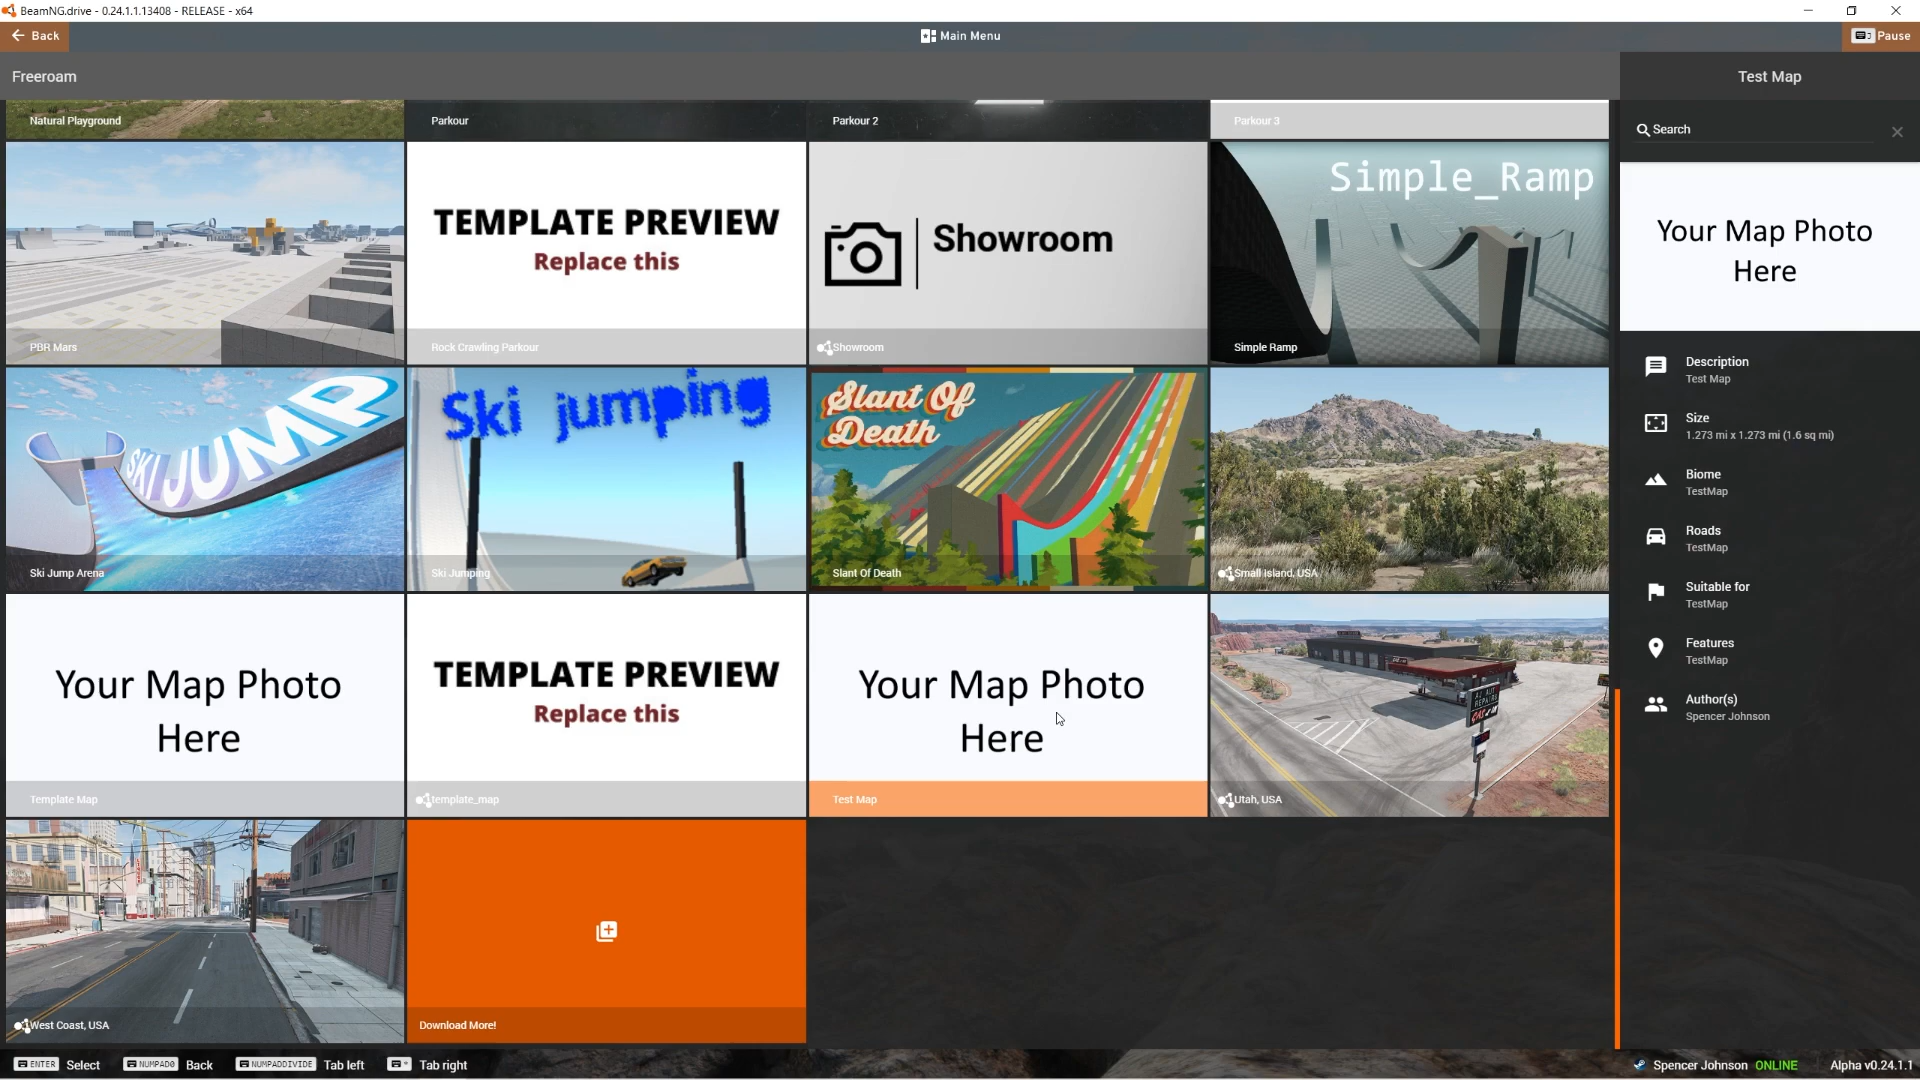 BeamNG.drive - 0.24.1.1.13408 - RELEASE - x64
Back
Main Menu
Pause
Freeroam
Test Map
Natural Playground
Parkour
Parkour 2
Parkour 3
Search
PBR Mars
TEMPLATE PREVIEW
Replace this
Rock Crawling Parkour
Showroom
Showroom
Simple_Ramp
Simple Ramp
Your Map Photo
Here
SKI JUMP
Ski Jump Arena
Ski jumping
Ski Jumping
Slant Of
Death
Slant Of Death
Small Island, USA
Description
Test Map
Size
1.273 mi x 1.273 mi (1.6 sq mi)
Biome
TestMap
Roads
TestMap
Suitable for
TestMap
Features
TestMap
Author(s)
Spencer Johnson
Your Map Photo
Here
Template Map
TEMPLATE PREVIEW
Replace this
template_map
Your Map Photo
Here
Test Map
Utah, USA
West Coast, USA
Download More!
ENTER Select
NUMPAD0 Back
NUMPADDIVIDE Tab left
Tab right
Spencer Johnson ONLINE
Alpha v0.24.1.1